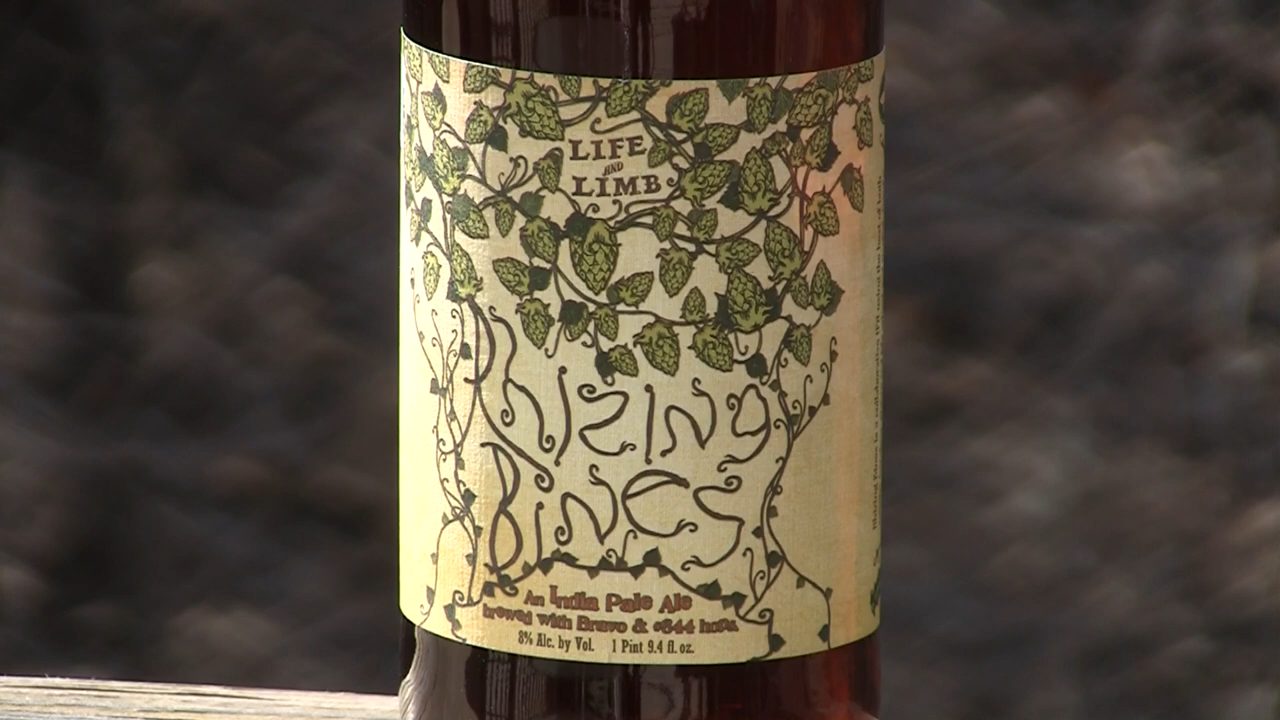 LIFE
AND
LIMB
RHIZING
BINES
An India Pale Ale
brewed with Bravo & #644 hops.
8% Alc. by Vol. 1 Pint 9.4 fl. oz.